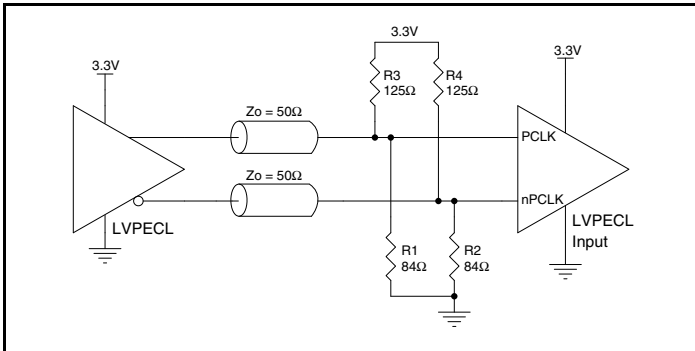 3.3V
3.3V
3.3V
R3
125Ω
R4
125Ω
Zo = 50Ω
PCLK
Zo = 50Ω
nPCLK
LVPECL
LVPECL
Input
R1
84Ω
R2
84Ω